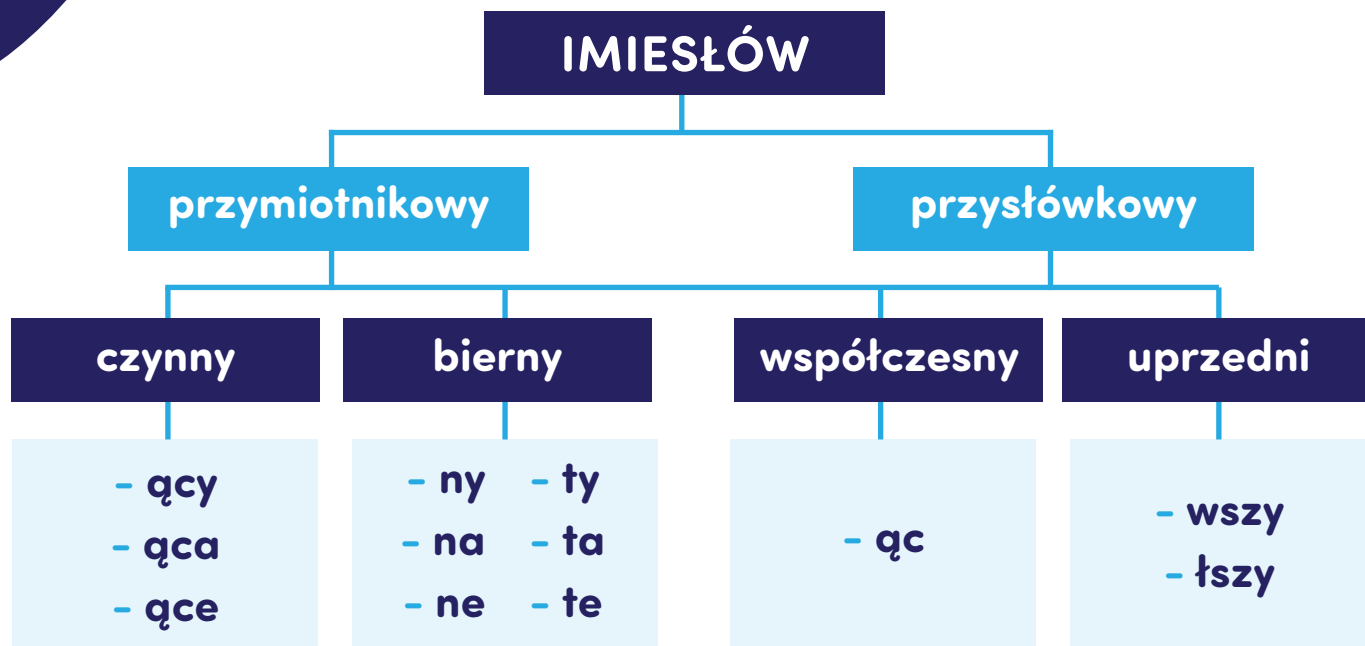 IMIESŁÓW
przymiotnikowy
przysłówkowy
czynny
bierny
współczesny
uprzedni
- ący
- ąca
- ące
- ny - ty
- na - ta
- ne - te
- ąc
- wszy
- łszy